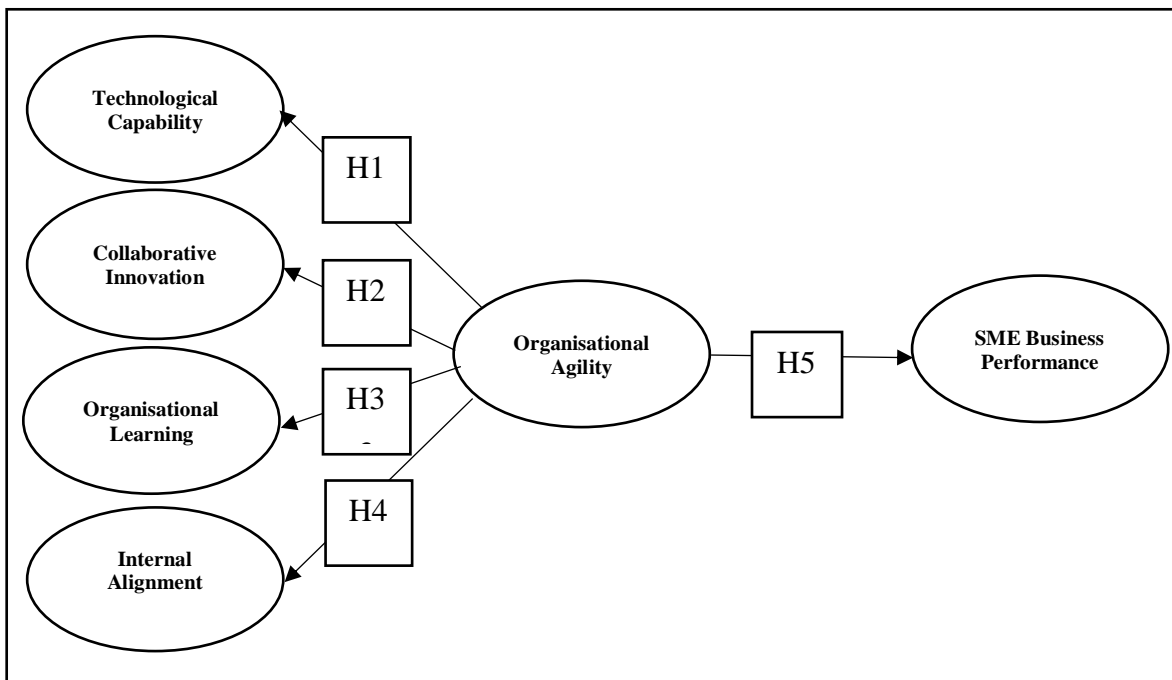 Technological
Capability
H1
Collaborative
Innovation
H2
Organisational
Agility
H5
SME Business
Performance
Organisational
Learning
H3
Internal
Alignment
H4